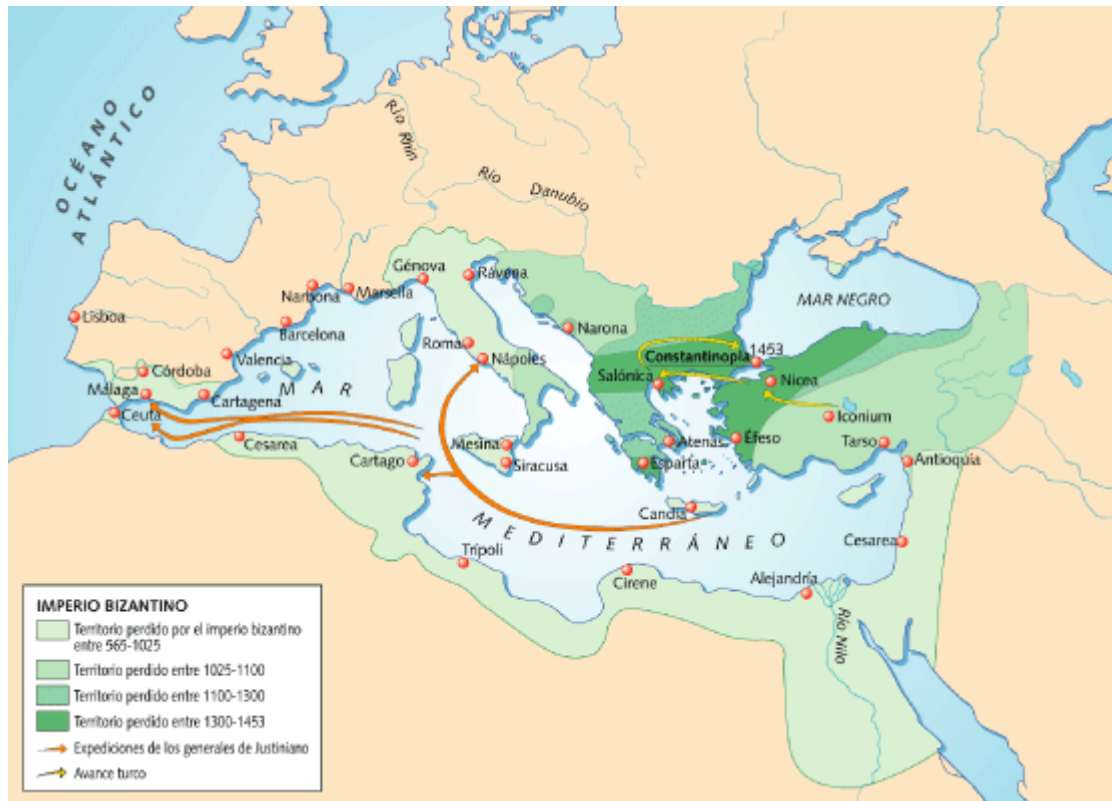 OCÉANO
ATLÁNTICO
Río Rhin
Río Danubio
MAR NEGRO
Génova
Rávena
Narbona
Marsella
Lisboa
Barcelona
Narona
Roma
Nápoles
Constantinopla
1453
Valencia
Córdoba
Salónica
Nicea
Málaga
Cartagena
MAR
Ceuta
Iconium
Cesarea
Mesina
Atenas
Éfeso
Tarso
Cartago
Siracusa
Esparta
Antioquía
Candía
MEDITERRÁNEO
Cesarea
Trípoli
Cirene
Alejandría
Río Nilo
IMPERIO BIZANTINO
Territorio perdido por el imperio bizantino
entre 565-1025
Territorio perdido entre 1025-1100
Territorio perdido entre 1100-1300
Territorio perdido entre 1300-1453
Expediciones de los generales de Justiniano
Avance turco